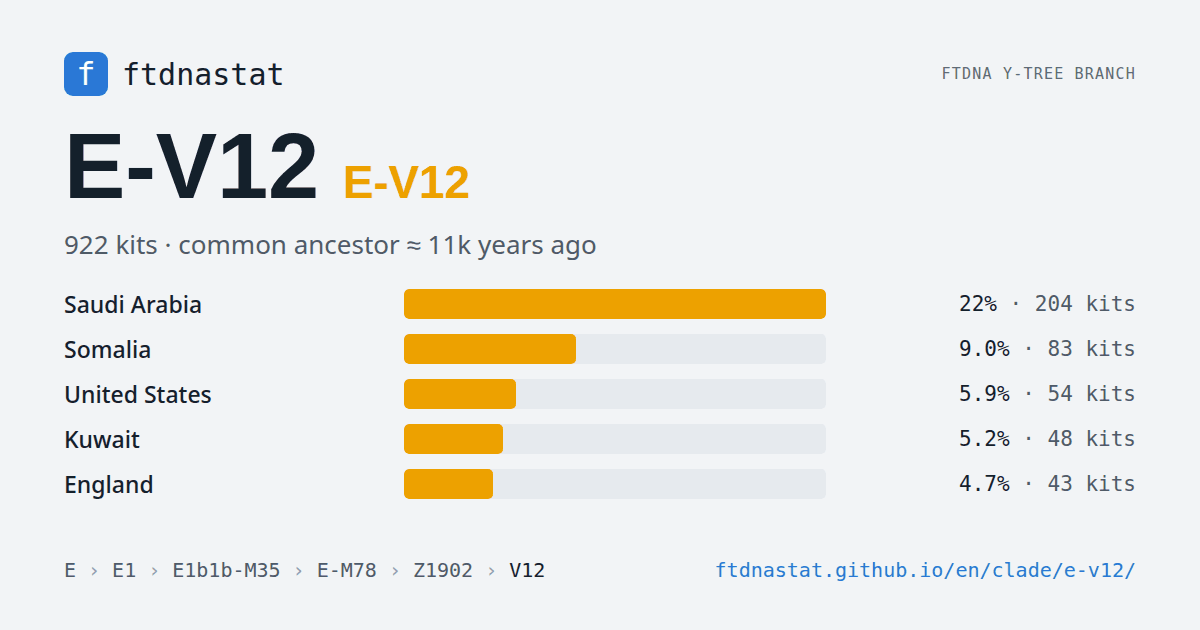 f ftdnastat
FTDNA Y-TREE BRANCH
E-V12 E-V12
922 kits · common ancestor ≈ 11k years ago
Saudi Arabia 22% · 204 kits
Somalia 9.0% · 83 kits
United States 5.9% · 54 kits
Kuwait 5.2% · 48 kits
England 4.7% · 43 kits
E › E1 › E1b1b-M35 › E-M78 › Z1902 › V12
ftdnastat.github.io/en/clade/e-v12/